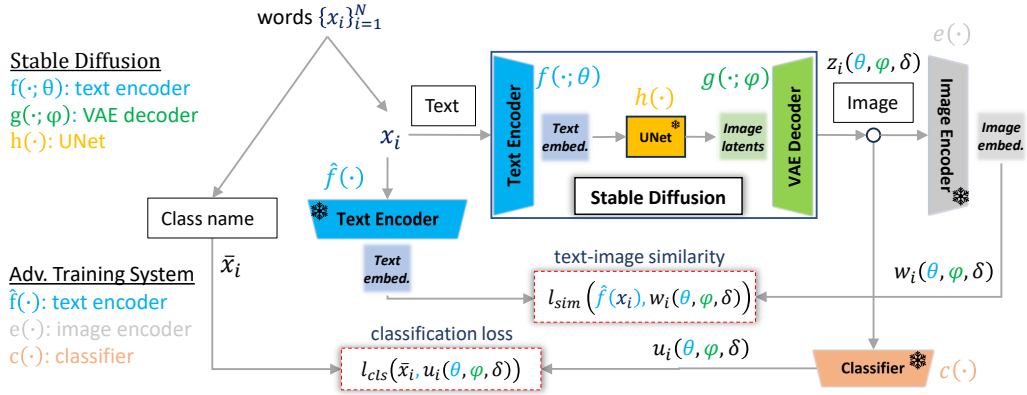 words {x_i}_{i=1}^N
Stable Diffusion
f(·; θ): text encoder
g(·; φ): VAE decoder
h(·): UNet
Text
x_i
Text Encoder
f(·; θ)
Text
embed.
h(·)
UNet
g(·; φ)
Image
latents
VAE Decoder
Stable Diffusion
z_i(θ, φ, δ)
Image
e(·)
Image Encoder
Image
embed.
f̂(·)
Text Encoder
Class name
x̄_i
Text
embed.
text-image similarity
l_sim (f̂(x_i), w_i(θ, φ, δ))
w_i(θ, φ, δ)
Adv. Training System
f̂(·): text encoder
e(·): image encoder
c(·): classifier
classification loss
l_cls(x̄_i, u_i(θ, φ, δ))
u_i(θ, φ, δ)
Classifier
c(·)